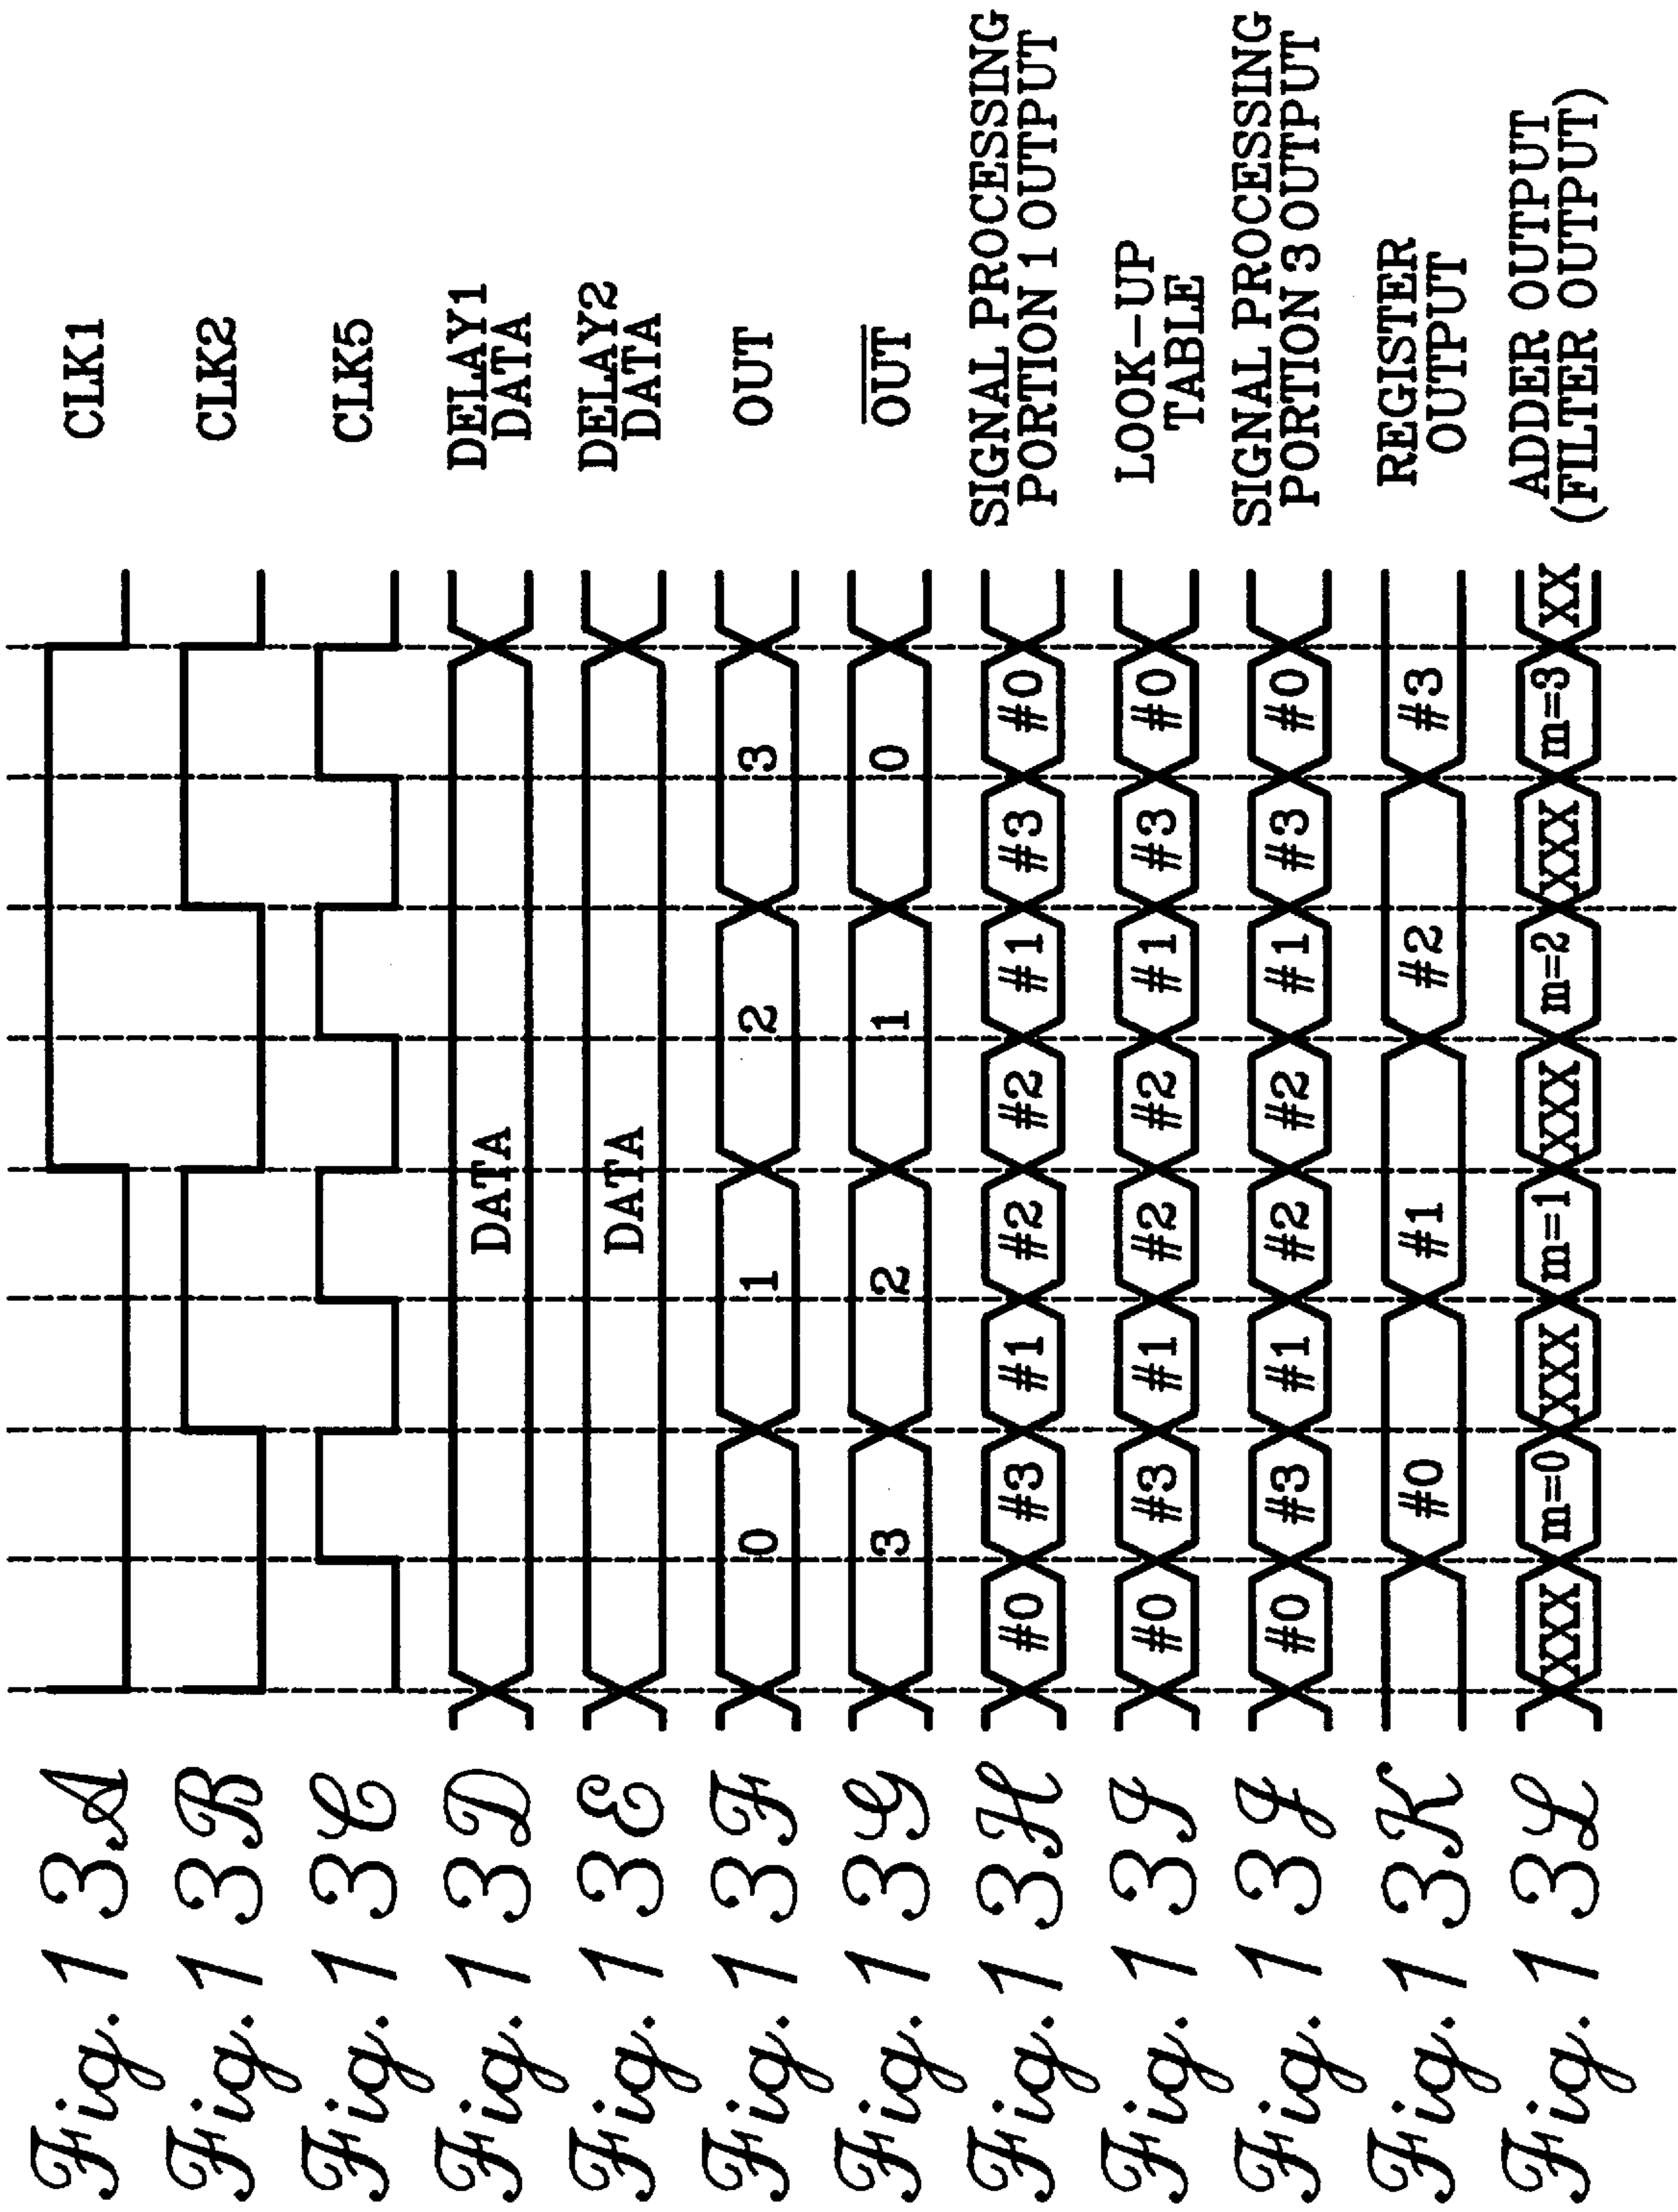 Fig. 13A CLK1
Fig. 13B CLK2
Fig. 13C CLK5
Fig. 13D DATA DELAY1
DATA
Fig. 13E DATA DELAY2
DATA
Fig. 13F 0 1 2 3 OUT
Fig. 13G 3 2 1 0 OUT
Fig. 13H #0 #3 #1 #2 #2 #1 #3 #0 SIGNAL PROCESSING
PORTION 1 OUTPUT
Fig. 13I #0 #3 #1 #2 #2 #1 #3 #0 LOOK-UP
TABLE
Fig. 13J #0 #3 #1 #2 #2 #1 #3 #0 SIGNAL PROCESSING
PORTION 3 OUTPUT
Fig. 13K #0 #1 #2 #3 REGISTER
OUTPUT
Fig. 13L XXX m=0 XXX m=1 XXX m=2 XXX m=3 XX ADDER OUTPUT
(FILTER OUTPUT)